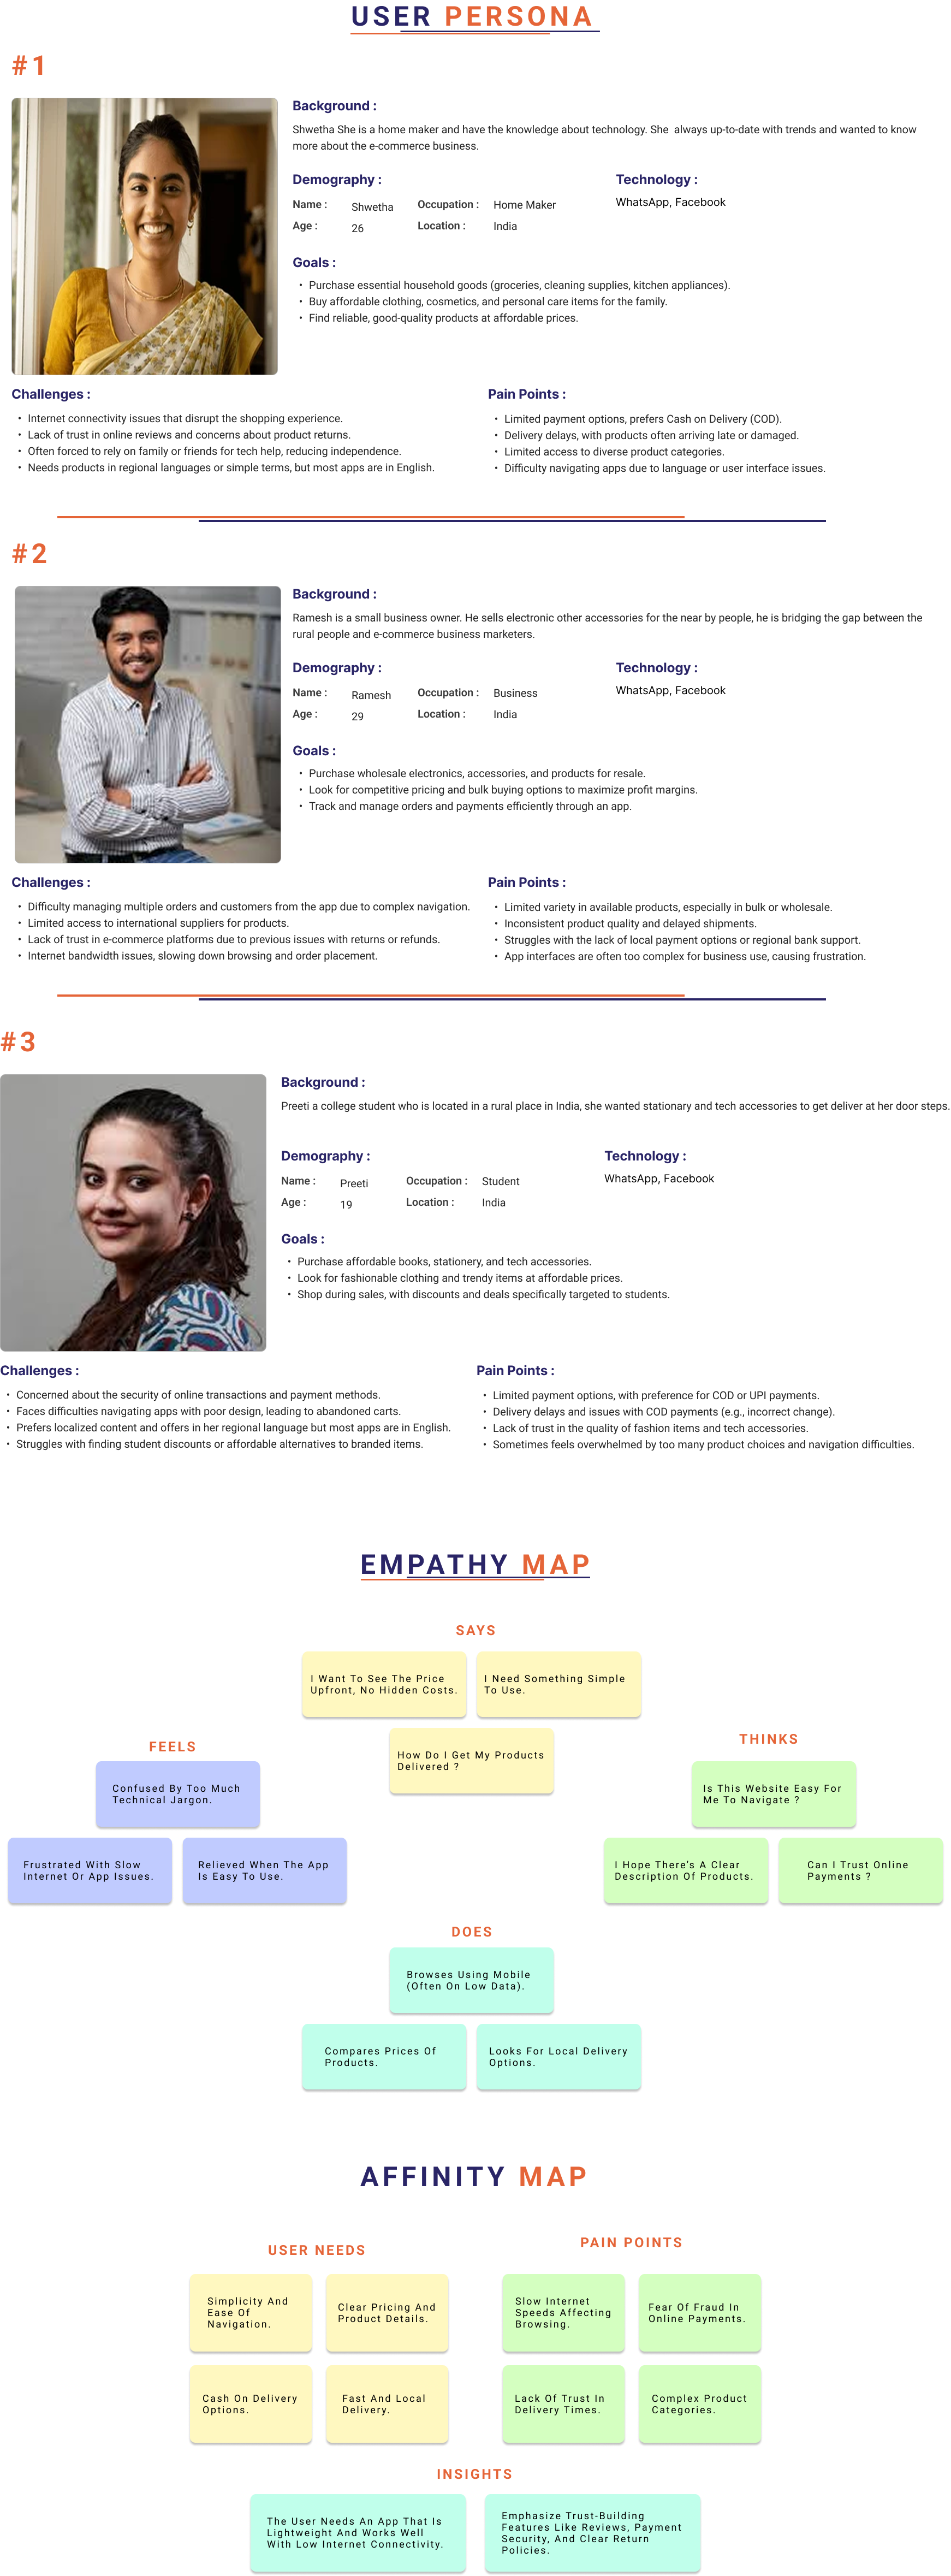 USER PERSONA
#1
Background :
Shwetha She is a home maker and have the knowledge about technology. She always up-to-date with trends and wanted to know
more about the e-commerce business.
Demography :
Technology :
Name : Shwetha Occupation : Home Maker
WhatsApp, Facebook
Age : 26 Location : India
Goals :
• Purchase essential household goods (groceries, cleaning supplies, kitchen appliances).
• Buy affordable clothing, cosmetics, and personal care items for the family.
• Find reliable, good-quality products at affordable prices.
Challenges :
• Internet connectivity issues that disrupt the shopping experience.
• Lack of trust in online reviews and concerns about product returns.
• Often forced to rely on family or friends for tech help, reducing independence.
• Needs products in regional languages or simple terms, but most apps are in English.
Pain Points :
• Limited payment options, prefers Cash on Delivery (COD).
• Delivery delays, with products often arriving late or damaged.
• Limited access to diverse product categories.
• Difficulty navigating apps due to language or user interface issues.
#2
Background :
Ramesh is a small business owner. He sells electronic other accessories for the near by people, he is bridging the gap between the
rural people and e-commerce business marketers.
Demography :
Technology :
Name : Ramesh Occupation : Business
WhatsApp, Facebook
Age : 29 Location : India
Goals :
• Purchase wholesale electronics, accessories, and products for resale.
• Look for competitive pricing and bulk buying options to maximize profit margins.
• Track and manage orders and payments efficiently through an app.
Challenges :
• Difficulty managing multiple orders and customers from the app due to complex navigation.
• Limited access to international suppliers for products.
• Lack of trust in e-commerce platforms due to previous issues with returns or refunds.
• Internet bandwidth issues, slowing down browsing and order placement.
Pain Points :
• Limited variety in available products, especially in bulk or wholesale.
• Inconsistent product quality and delayed shipments.
• Struggles with the lack of local payment options or regional bank support.
• App interfaces are often too complex for business use, causing frustration.
#3
Background :
Preeti a college student who is located in a rural place in India, she wanted stationary and tech accessories to get deliver at her door steps.
Demography :
Technology :
Name : Preeti Occupation : Student
WhatsApp, Facebook
Age : 19 Location : India
Goals :
• Purchase affordable books, stationery, and tech accessories.
• Look for fashionable clothing and trendy items at affordable prices.
• Shop during sales, with discounts and deals specifically targeted to students.
Challenges :
• Concerned about the security of online transactions and payment methods.
• Faces difficulties navigating apps with poor design, leading to abandoned carts.
• Prefers localized content and offers in her regional language but most apps are in English.
• Struggles with finding student discounts or affordable alternatives to branded items.
Pain Points :
• Limited payment options, with preference for COD or UPI payments.
• Delivery delays and issues with COD payments (e.g., incorrect change).
• Lack of trust in the quality of fashion items and tech accessories.
• Sometimes feels overwhelmed by too many product choices and navigation difficulties.
EMPATHY MAP
SAYS
I Want To See The Price
Upfront, No Hidden Costs.
I Need Something Simple
To Use.
How Do I Get My Products
Delivered ?
FEELS
Confused By Too Much
Technical Jargon.
Frustrated With Slow
Internet Or App Issues.
Relieved When The App
Is Easy To Use.
THINKS
Is This Website Easy For
Me To Navigate ?
I Hope There's A Clear
Description Of Products.
Can I Trust Online
Payments ?
DOES
Browses Using Mobile
(Often On Low Data).
Compares Prices Of
Products.
Looks For Local Delivery
Options.
AFFINITY MAP
USER NEEDS
Simplicity And
Ease Of
Navigation.
Clear Pricing And
Product Details.
Cash On Delivery
Options.
Fast And Local
Delivery.
PAIN POINTS
Slow Internet
Speeds Affecting
Browsing.
Fear Of Fraud In
Online Payments.
Lack Of Trust In
Delivery Times.
Complex Product
Categories.
INSIGHTS
The User Needs An App That Is
Lightweight And Works Well
With Low Internet Connectivity.
Emphasize Trust-Building
Features Like Reviews, Payment
Security, And Clear Return
Policies.